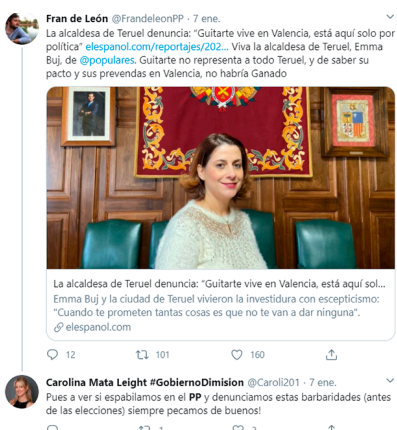 Fran de León @FrandeleonPP · 7 ene.
La alcaldesa de Teruel denuncia: “Guitarte vive en Valencia, está aquí solo por
política” elespanol.com/reportajes/202… Viva la alcaldesa de Teruel, Emma
Buj, de @populares. Guitarte no representa a todo Teruel, y de saber su
pacto y sus prevendas en Valencia, no habría Ganado
La alcaldesa de Teruel denuncia: “Guitarte vive en Valencia, está aquí sol...
Emma Buj y la ciudad de Teruel vivieron la investidura con escepticismo:
"Cuando te prometen tantas cosas es que no te van a dar ninguna".
elespanol.com
12 101 160
Carolina Mata Leight #GobiernoDimision @Caroli201 · 7 ene.
Pues a ver si espabilamos en el PP y denunciamos estas barbaridades (antes
de las elecciones) siempre pecamos de buenos!